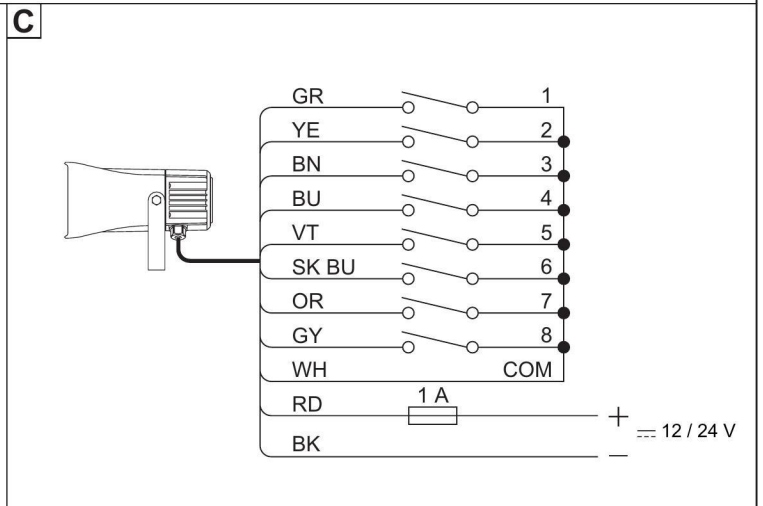 C
GR 1
YE 2
BN 3
BU 4
VT 5
SK BU 6
OR 7
GY 8
WH COM
RD 1 A +
12 / 24 V
BK −